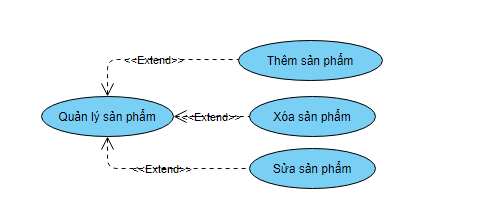 <<Extend>>
Thêm sản phẩm
Quản lý sản phẩm
<<Extend>>
Xóa sản phẩm
<<Extend>>
Sửa sản phẩm